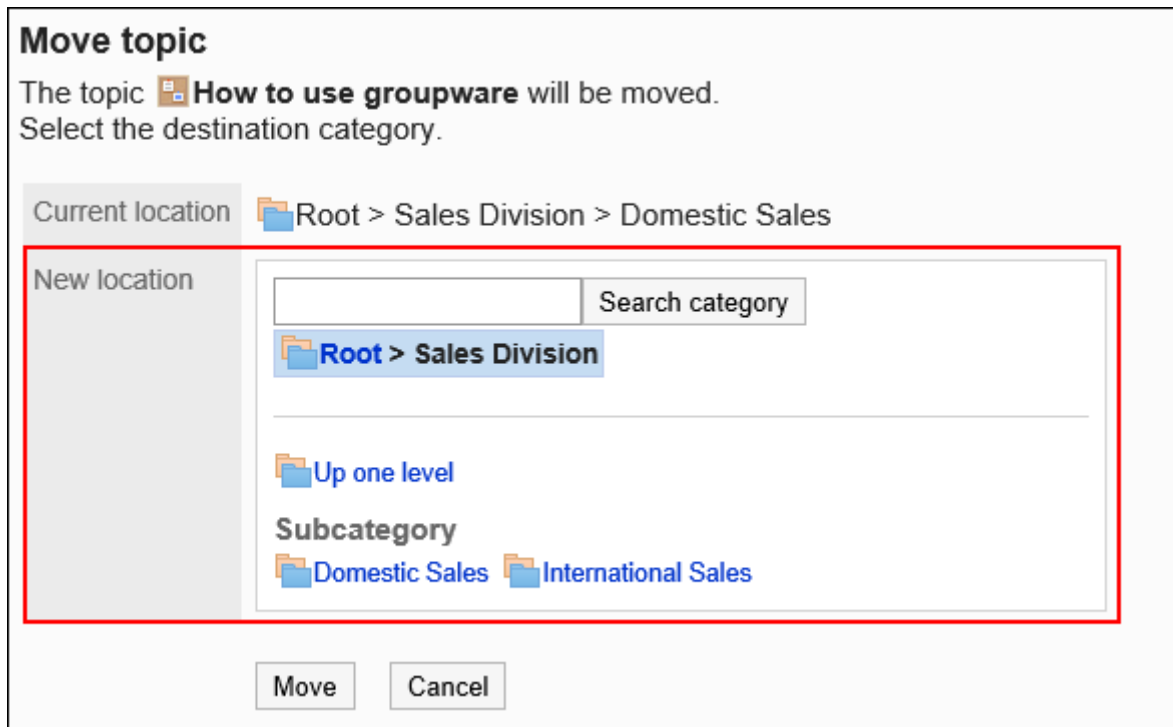 Move topic
The topic How to use groupware will be moved.
Select the destination category.
Current location Root > Sales Division > Domestic Sales
New location
Search category
Root > Sales Division
Up one level
Subcategory
Domestic Sales International Sales
Move Cancel